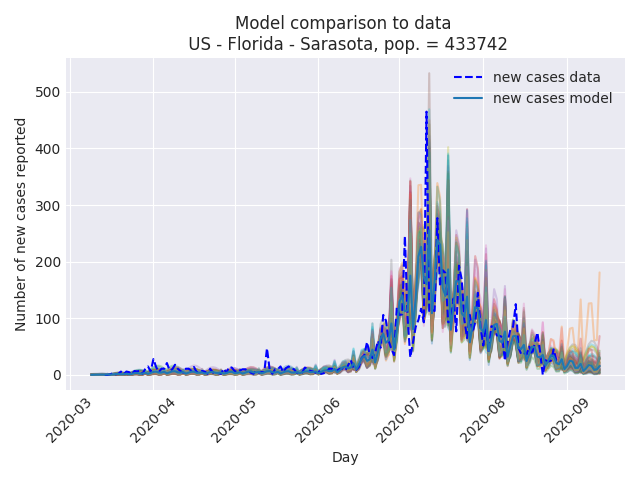 Model comparison to data
US - Florida - Sarasota, pop. = 433742
new cases data
new cases model
Number of new cases reported
500
400
300
200
100
0
2020-03
2020-04
2020-05
2020-06
2020-07
2020-08
2020-09
Day